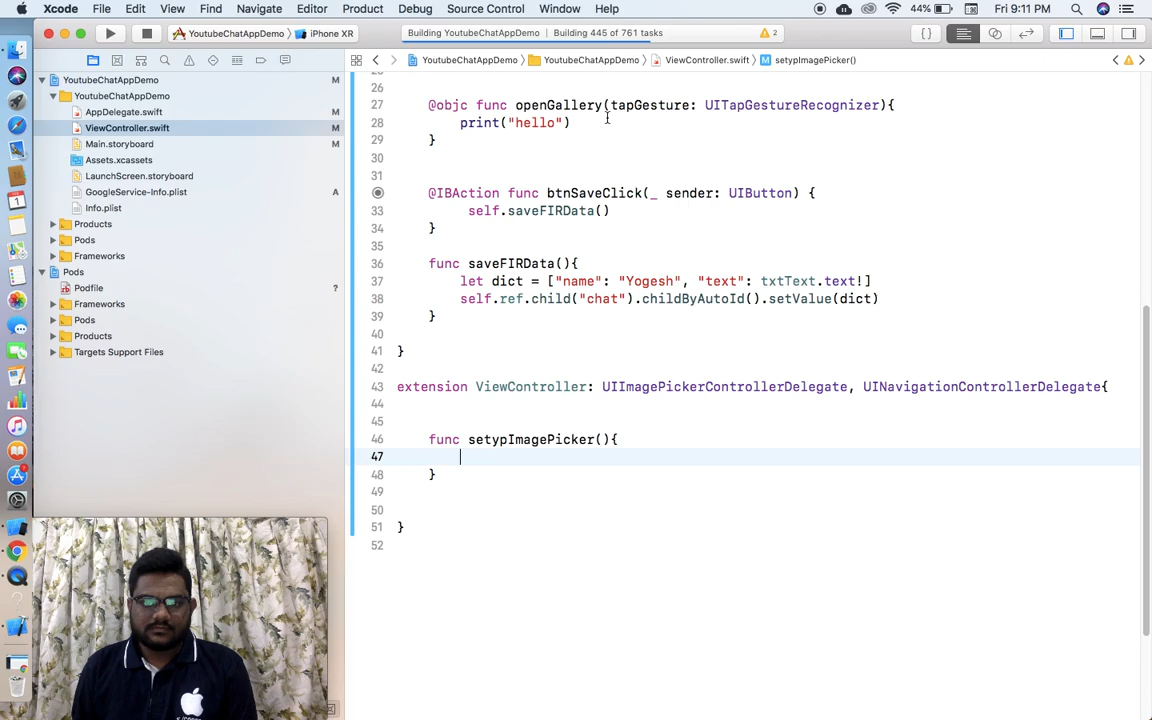 Xcode File Edit View Find Navigate Editor Product Debug Source Control Window Help 44% Fri 9:11 PM
YoutubeChatAppDemo iPhone XR Building YoutubeChatAppDemo Building 445 of 761 tasks 2
YoutubeChatAppDemo YoutubeChatAppDemo ViewController.swift M setypImagePicker()
YoutubeChatAppDemo M
YoutubeChatAppDemo
AppDelegate.swift M
ViewController.swift M
Main.storyboard M
Assets.xcassets
LaunchScreen.storyboard
GoogleService-Info.plist A
Info.plist
Products
Pods
Frameworks
Pods
Podfile ?
Frameworks
Pods
Products
Targets Support Files
26
27 @objc func openGallery(tapGesture: UITapGestureRecognizer){
28 print("hello")
29 }
30
31
@IBAction func btnSaveClick(_ sender: UIButton) {
33 self.saveFIRData()
34 }
35
36 func saveFIRData(){
37 let dict = ["name": "Yogesh", "text": txtText.text!]
38 self.ref.child("chat").childByAutoId().setValue(dict)
39 }
40
41 }
42
43 extension ViewController: UIImagePickerControllerDelegate, UINavigationControllerDelegate{
44
45
46 func setypImagePicker(){
47
48 }
49
50
51 }
52